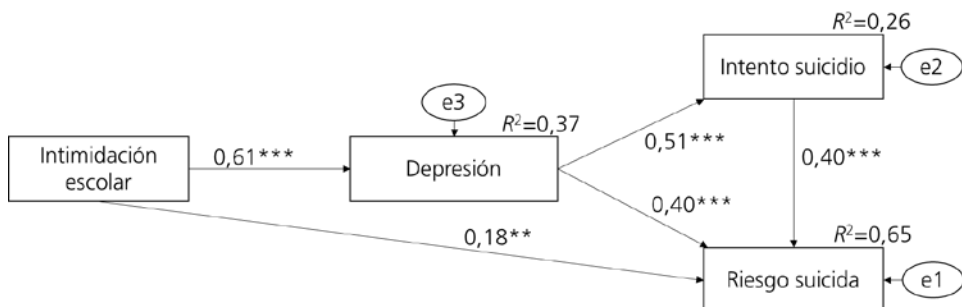 R²=0,26
Intento suicidio
e2
e3
R²=0,37
Intimidación
escolar
0,61***
Depresión
0,51***
0,40***
0,40***
0,18**
R²=0,65
Riesgo suicida
e1